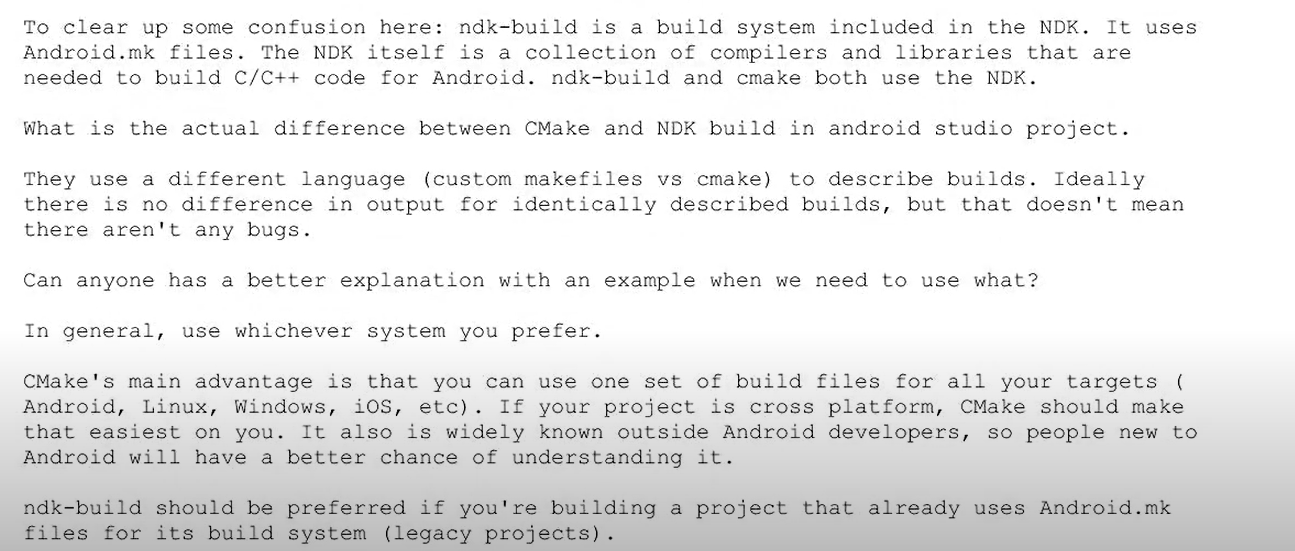 To clear up some confusion here: ndk-build is a build system included in the NDK. It uses
Android.mk files. The NDK itself is a collection of compilers and libraries that are
needed to build C/C++ code for Android. ndk-build and cmake both use the NDK.
What is the actual difference between CMake and NDK build in android studio project.
They use a different language (custom makefiles vs cmake) to describe builds. Ideally
there is no difference in output for identically described builds, but that doesn't mean
there aren't any bugs.
Can anyone has a better explanation with an example when we need to use what?
In general, use whichever system you prefer.
CMake's main advantage is that you can use one set of build files for all your targets (
Android, Linux, Windows, iOS, etc). If your project is cross platform, CMake should make
that easiest on you. It also is widely known outside Android developers, so people new to
Android will have a better chance of understanding it.
ndk-build should be preferred if you're building a project that already uses Android.mk
files for its build system (legacy projects).